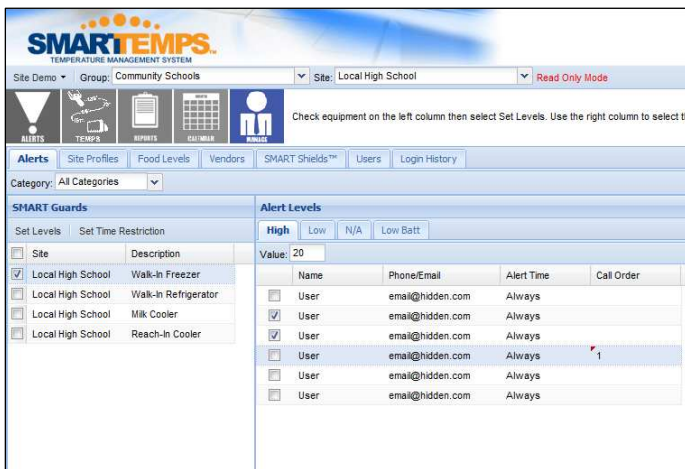 SMARTTEMPS.
TEMPERATURE MANAGEMENT SYSTEM
Site Demo Group: Community Schools Site: Local High School Read Only Mode
ALERTS TEMPS REPORTS CALENDAR MANAGE
Check equipment on the left column then select Set Levels. Use the right column to select t
Alerts Site Profiles Food Levels Vendors SMART Shields™ Users Login History
Category: All Categories
SMART Guards Alert Levels
Set Levels Set Time Restriction High Low N/A Low Batt
Site Description Value: 20
Name Phone/Email Alert Time Call Order
Local High School Walk-In Freezer
Local High School Walk-In Refrigerator
Local High School Milk Cooler
Local High School Reach-In Cooler
User email@hidden.com Always
User email@hidden.com Always
User email@hidden.com Always
User email@hidden.com Always 1
User email@hidden.com Always
User email@hidden.com Always